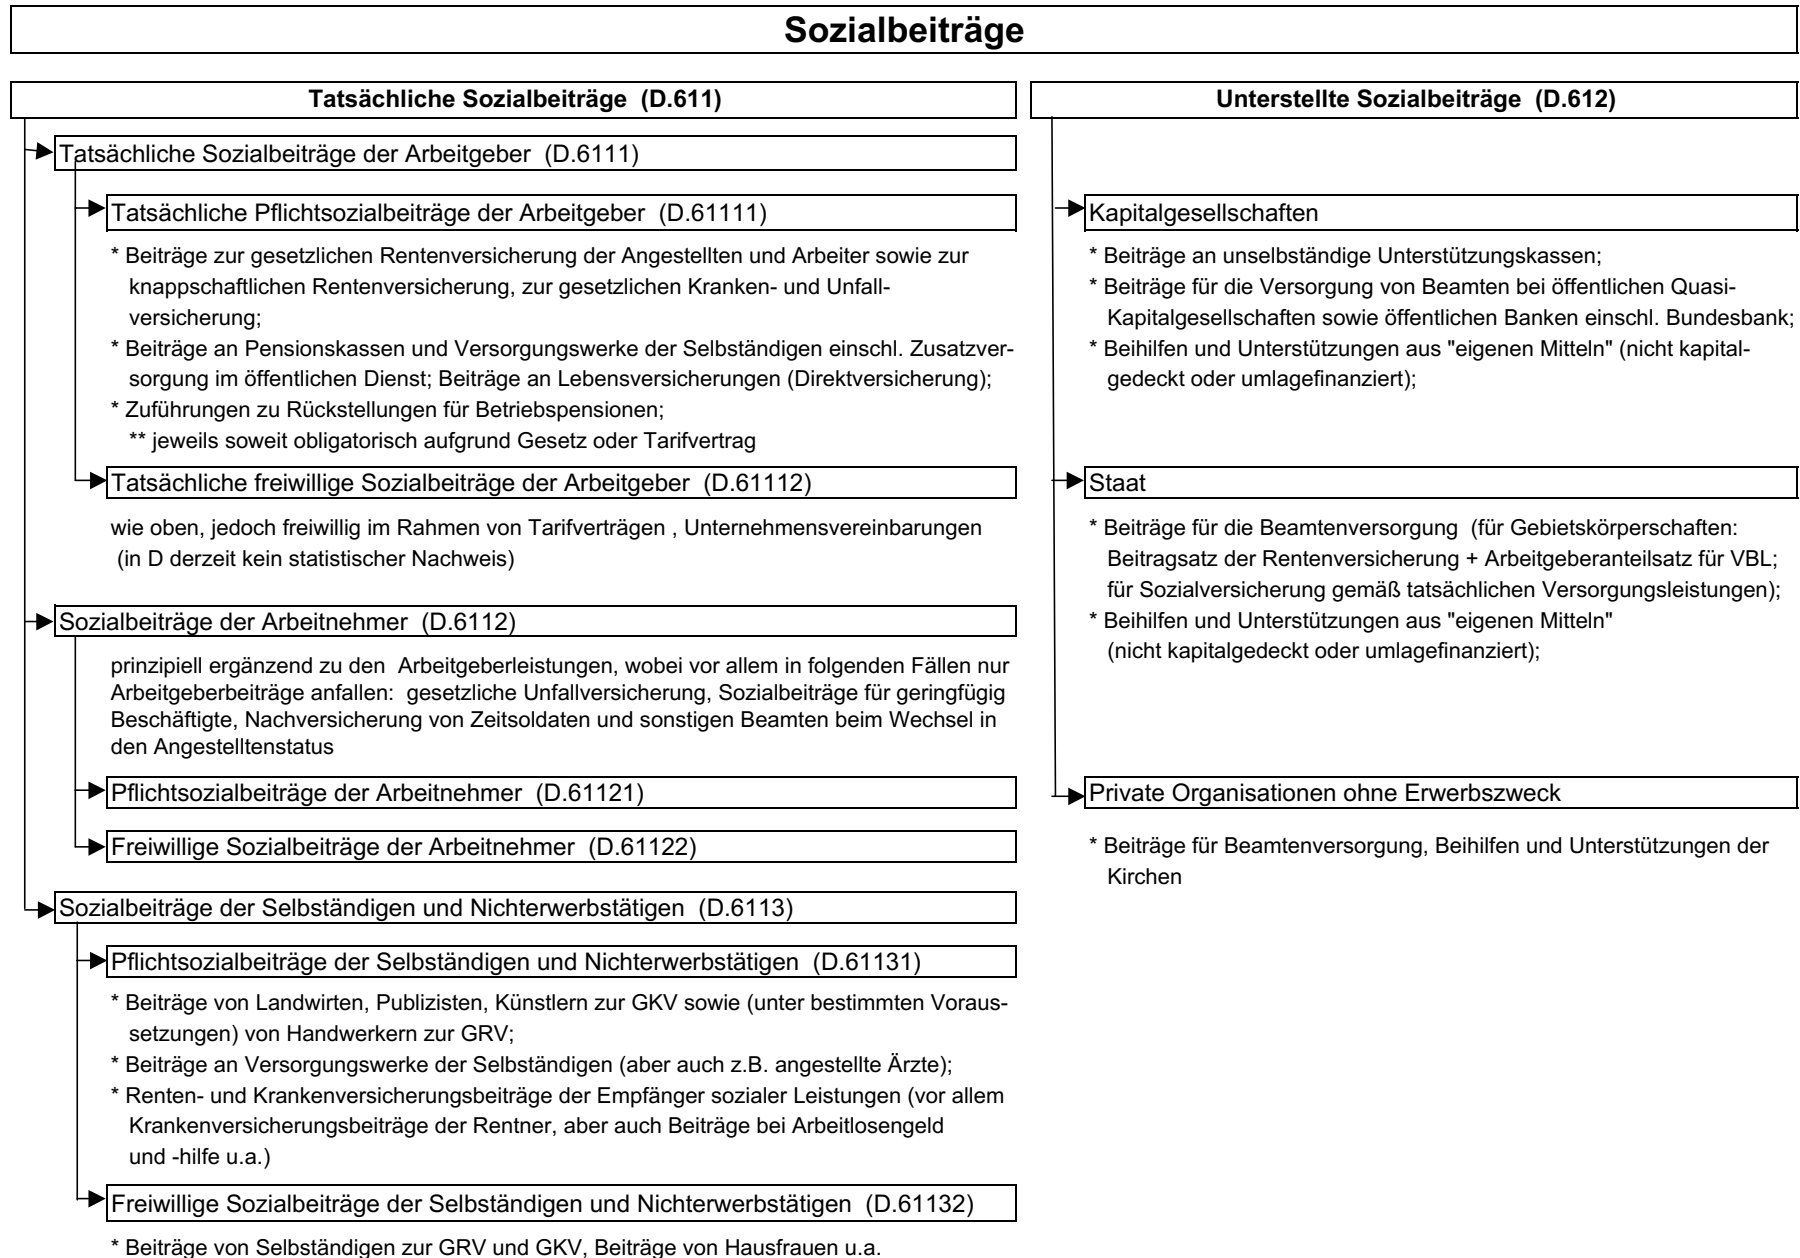 Sozialbeiträge
Tatsächliche Sozialbeiträge (D.611)
Tatsächliche Sozialbeiträge der Arbeitgeber (D.6111)
Tatsächliche Pflichtsozialbeiträge der Arbeitgeber (D.61111)
* Beiträge zur gesetzlichen Rentenversicherung der Angestellten und Arbeiter sowie zur
knappschaftlichen Rentenversicherung, zur gesetzlichen Kranken- und Unfall-
versicherung;
* Beiträge an Pensionskassen und Versorgungswerke der Selbständigen einschl. Zusatzver-
sorgung im öffentlichen Dienst; Beiträge an Lebensversicherungen (Direktversicherung);
* Zuführungen zu Rückstellungen für Betriebspensionen;
** jeweils soweit obligatorisch aufgrund Gesetz oder Tarifvertrag
Tatsächliche freiwillige Sozialbeiträge der Arbeitgeber (D.61112)
wie oben, jedoch freiwillig im Rahmen von Tarifverträgen , Unternehmensvereinbarungen
(in D derzeit kein statistischer Nachweis)
Sozialbeiträge der Arbeitnehmer (D.6112)
prinzipiell ergänzend zu den Arbeitgeberleistungen, wobei vor allem in folgenden Fällen nur
Arbeitgeberbeiträge anfallen: gesetzliche Unfallversicherung, Sozialbeiträge für geringfügig
Beschäftigte, Nachversicherung von Zeitsoldaten und sonstigen Beamten beim Wechsel in
den Angestelltenstatus
Pflichtsozialbeiträge der Arbeitnehmer (D.61121)
Freiwillige Sozialbeiträge der Arbeitnehmer (D.61122)
Sozialbeiträge der Selbständigen und Nichterwerbstätigen (D.6113)
Pflichtsozialbeiträge der Selbständigen und Nichterwerbstätigen (D.61131)
* Beiträge von Landwirten, Publizisten, Künstlern zur GKV sowie (unter bestimmten Voraus-
setzungen) von Handwerkern zur GRV;
* Beiträge an Versorgungswerke der Selbständigen (aber auch z.B. angestellte Ärzte);
* Renten- und Krankenversicherungsbeiträge der Empfänger sozialer Leistungen (vor allem
Krankenversicherungsbeiträge der Rentner, aber auch Beiträge bei Arbeitlosengeld
und -hilfe u.a.)
Freiwillige Sozialbeiträge der Selbständigen und Nichterwerbstätigen (D.61132)
* Beiträge von Selbständigen zur GRV und GKV, Beiträge von Hausfrauen u.a.
Unterstellte Sozialbeiträge (D.612)
Kapitalgesellschaften
* Beiträge an unselbständige Unterstützungskassen;
* Beiträge für die Versorgung von Beamten bei öffentlichen Quasi-
Kapitalgesellschaften sowie öffentlichen Banken einschl. Bundesbank;
* Beihilfen und Unterstützungen aus "eigenen Mitteln" (nicht kapital-
gedeckt oder umlagefinanziert);
Staat
* Beiträge für die Beamtenversorgung (für Gebietskörperschaften:
Beitragsatz der Rentenversicherung + Arbeitgeberanteilsatz für VBL;
für Sozialversicherung gemäß tatsächlichen Versorgungsleistungen);
* Beihilfen und Unterstützungen aus "eigenen Mitteln"
(nicht kapitalgedeckt oder umlagefinanziert);
Private Organisationen ohne Erwerbszweck
* Beiträge für Beamtenversorgung, Beihilfen und Unterstützungen der
Kirchen